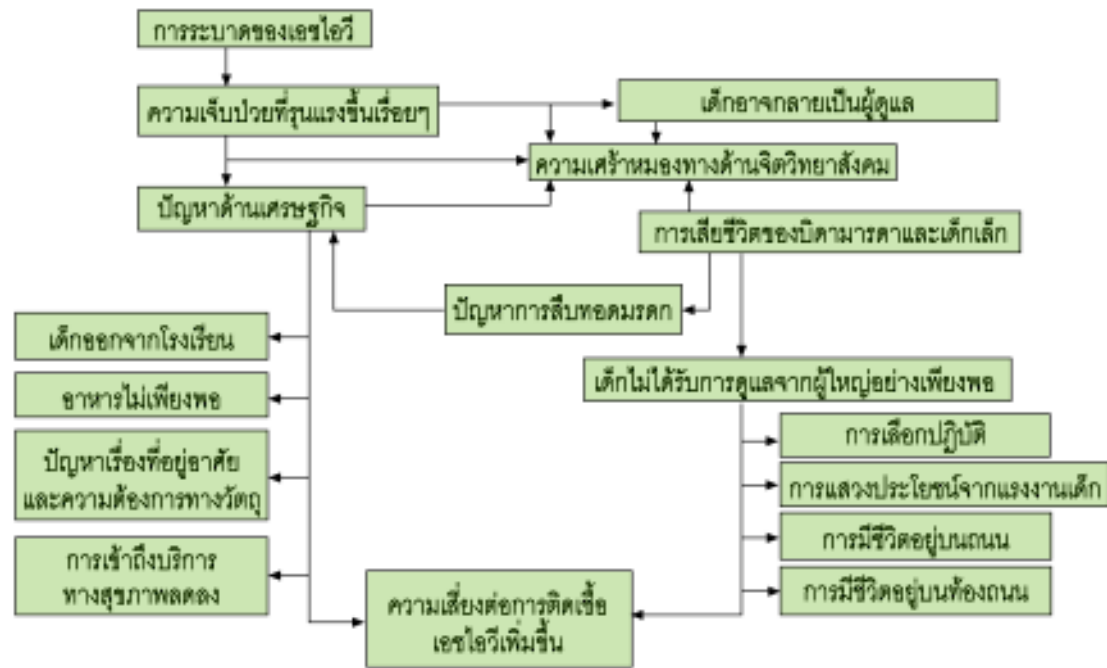 การระบาดของเอชไอวี
ความเจ็บป่วยที่รุนแรงขึ้นเรื่อยๆ
เด็กอาจกลายเป็นผู้ดูแล
ความเศร้าหมองทางด้านจิตวิทยาสังคม
ปัญหาด้านเศรษฐกิจ
การเสียชีวิตของบิดามารดาและเด็กเล็ก
ปัญหาการสืบทอดมรดก
เด็กออกจากโรงเรียน
เด็กไม่ได้รับการดูแลจากผู้ใหญ่อย่างเพียงพอ
อาหารไม่เพียงพอ
การเลือกปฏิบัติ
ปัญหาเรื่องที่อยู่อาศัย
และความต้องการทางวัตถุ
การแสวงประโยชน์จากแรงงานเด็ก
การมีชีวิตอยู่บนถนน
การเข้าถึงบริการ
ทางสุขภาพลดลง
การมีชีวิตอยู่บนท้องถนน
ความเสี่ยงต่อการติดเชื้อ
เอชไอวีเพิ่มขึ้น